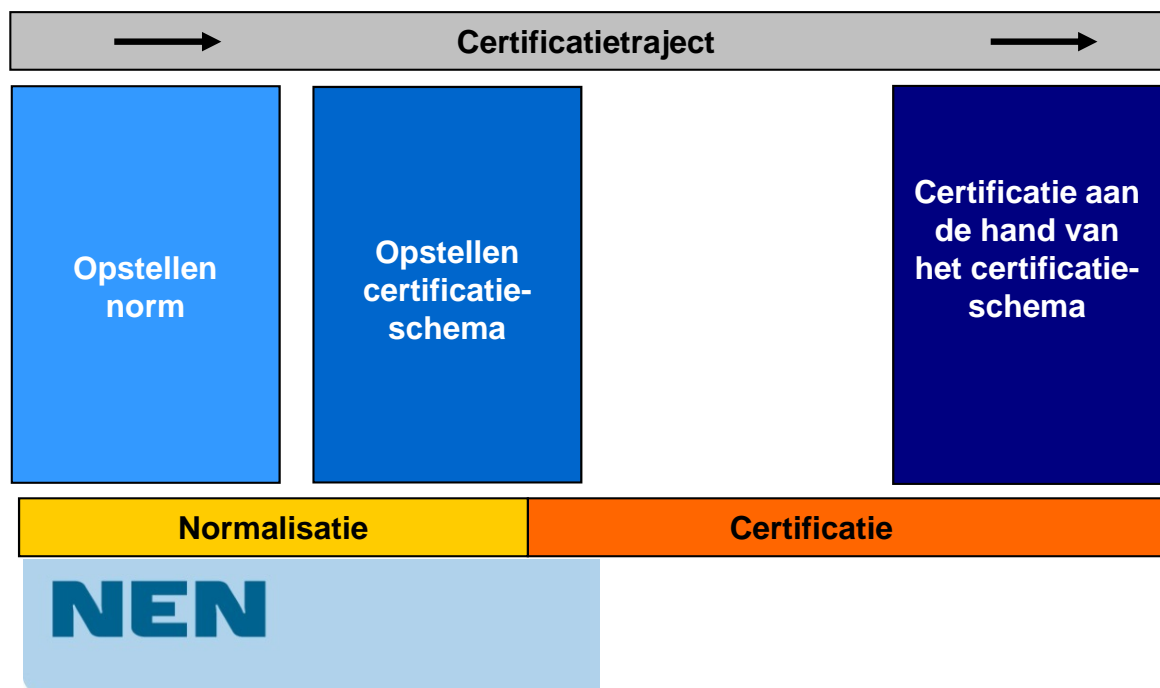 Certificatietraject
Opstellen
norm
Opstellen
certificatie-
schema
Certificatie aan
de hand van
het certificatie-
schema
Normalisatie
Certificatie
NEN